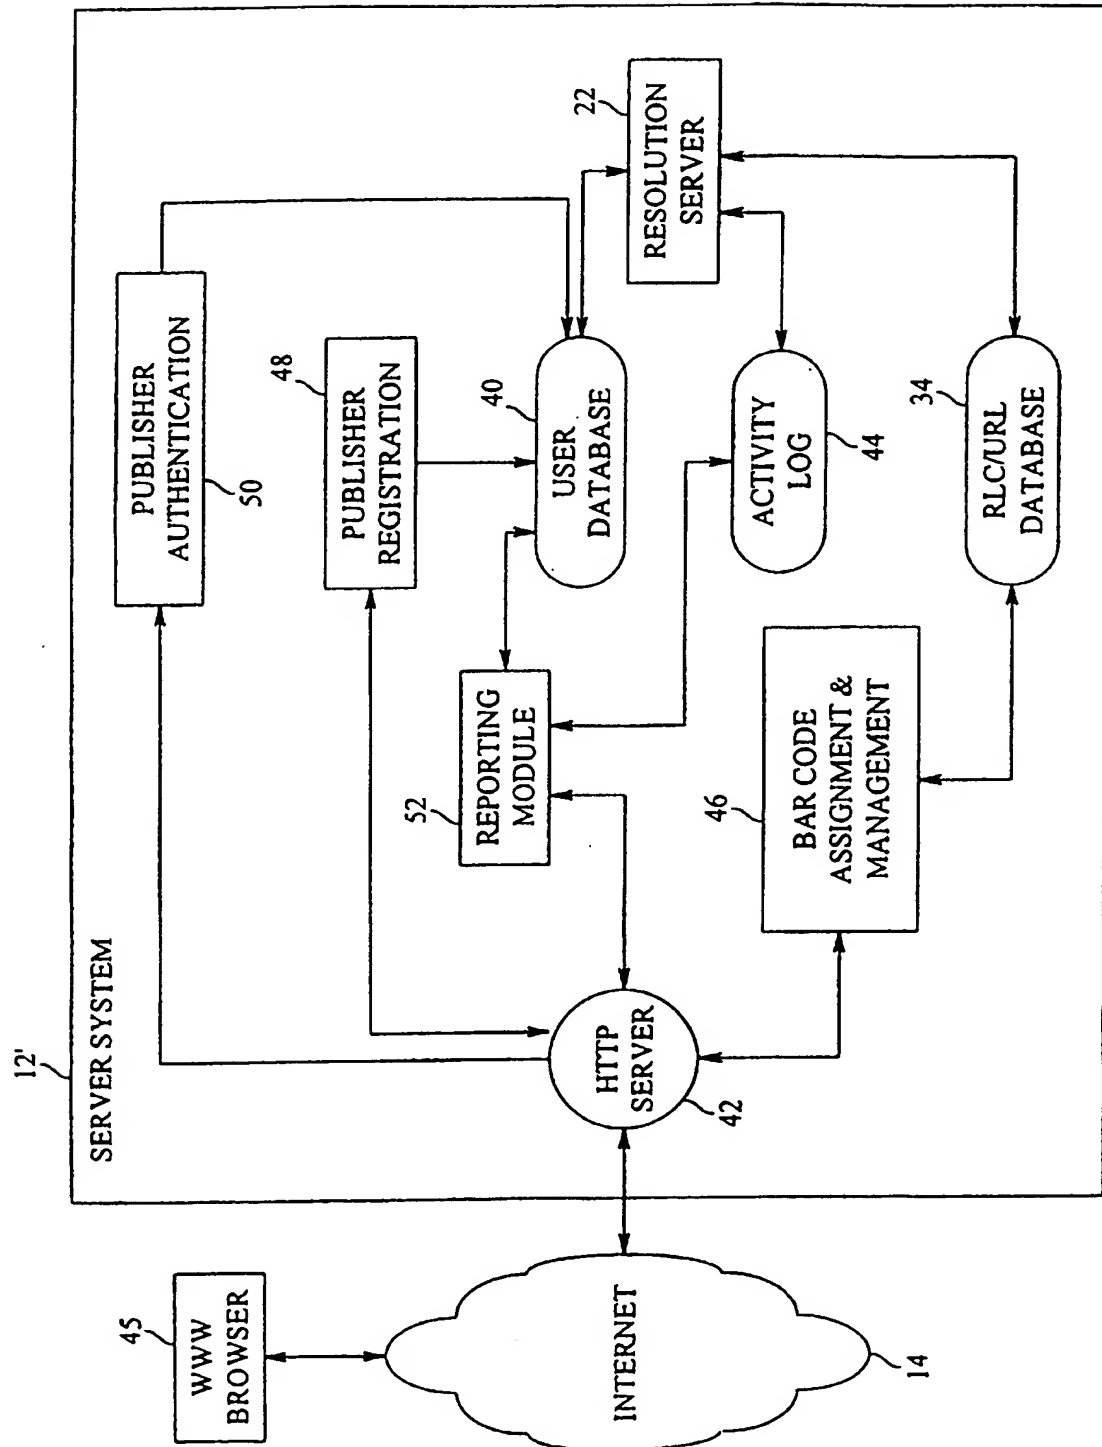 12'
SERVER SYSTEM
45
WWW
BROWSER
INTERNET
14
HTTP
SERVER
42
PUBLISHER
AUTHENTICATION
50
48
PUBLISHER
REGISTRATION
52
REPORTING
MODULE
40
USER
DATABASE
22
RESOLUTION
SERVER
ACTIVITY
LOG
44
46
BAR CODE
ASSIGNMENT &
MANAGEMENT
34
RLC/URL
DATABASE